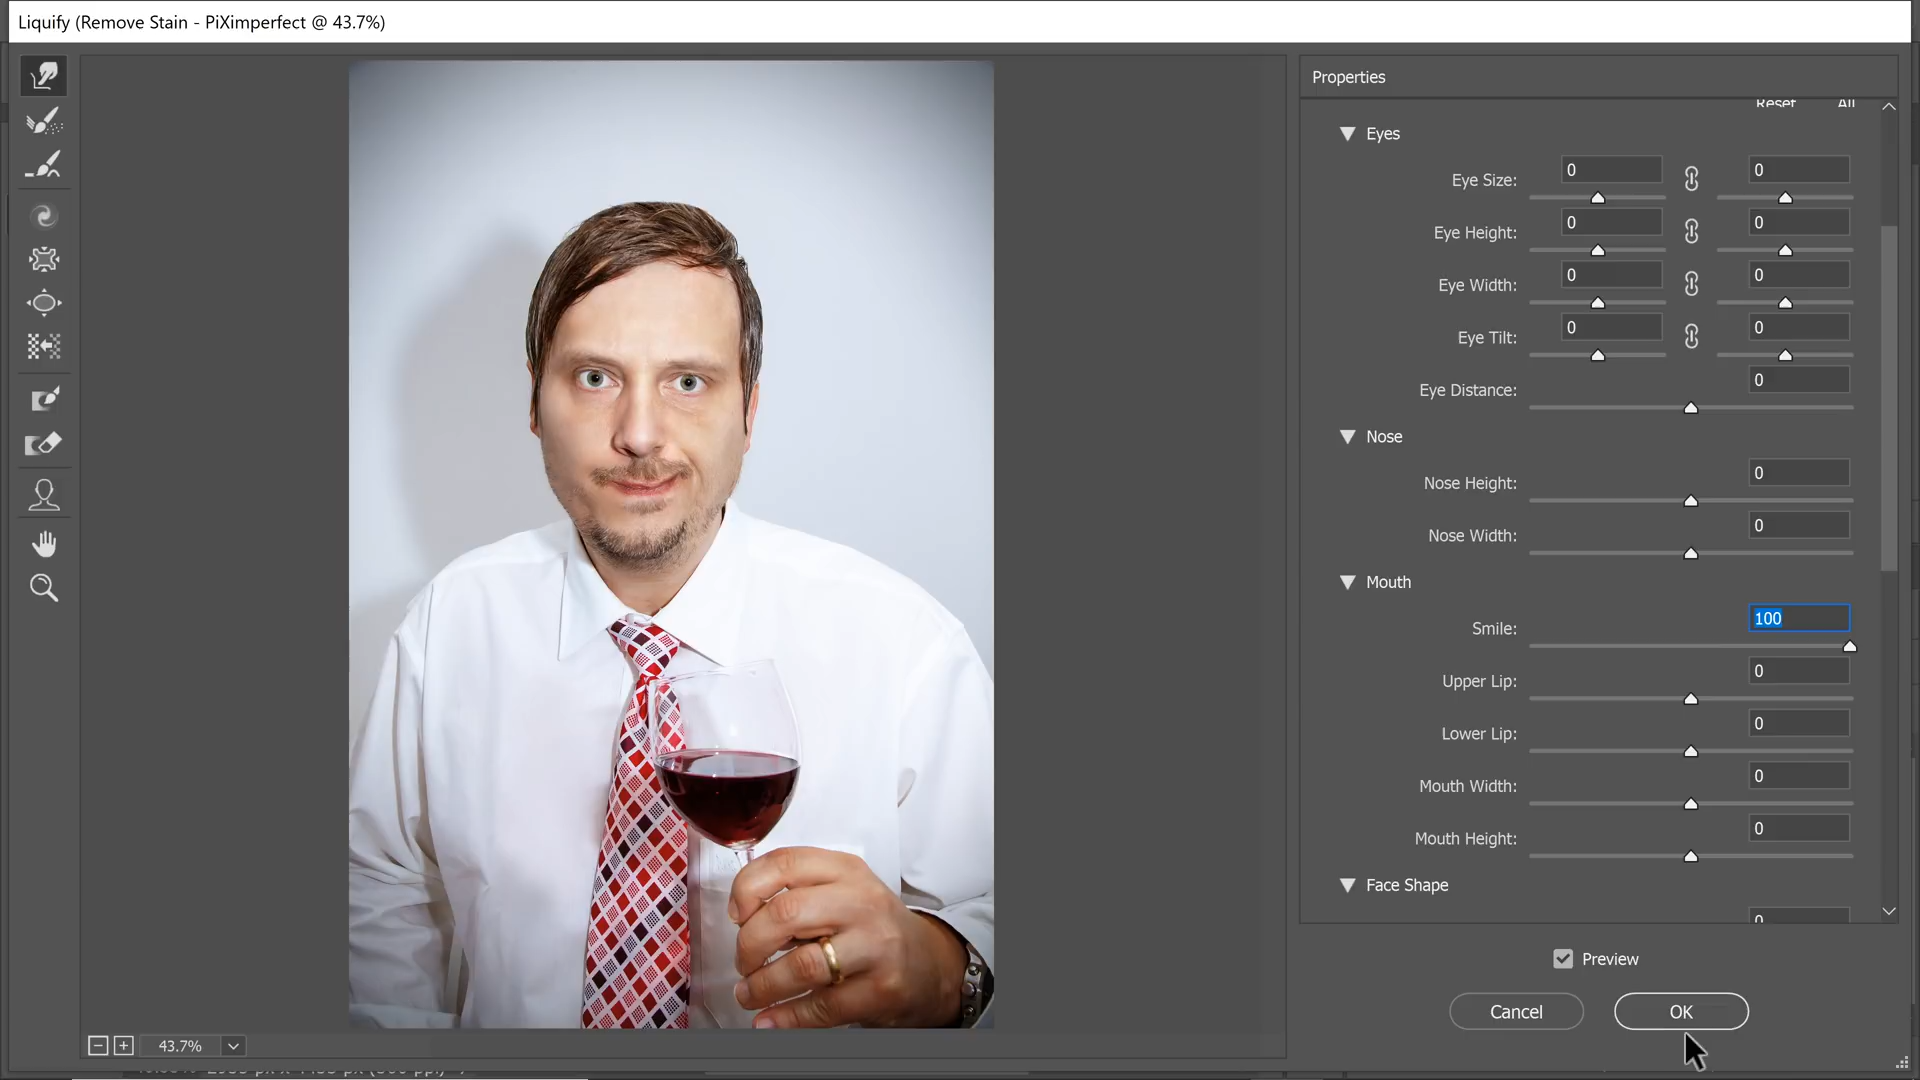 Liquify (Remove Stain - PiXimperfect @ 43.7%)
Properties
Reset All
Eyes
Eye Size: 0 0
Eye Height: 0 0
Eye Width: 0 0
Eye Tilt: 0 0
Eye Distance: 0
Nose
Nose Height: 0
Nose Width: 0
Mouth
Smile: 100
Upper Lip: 0
Lower Lip: 0
Mouth Width: 0
Mouth Height: 0
Face Shape
0
Preview
Cancel OK
43.7%